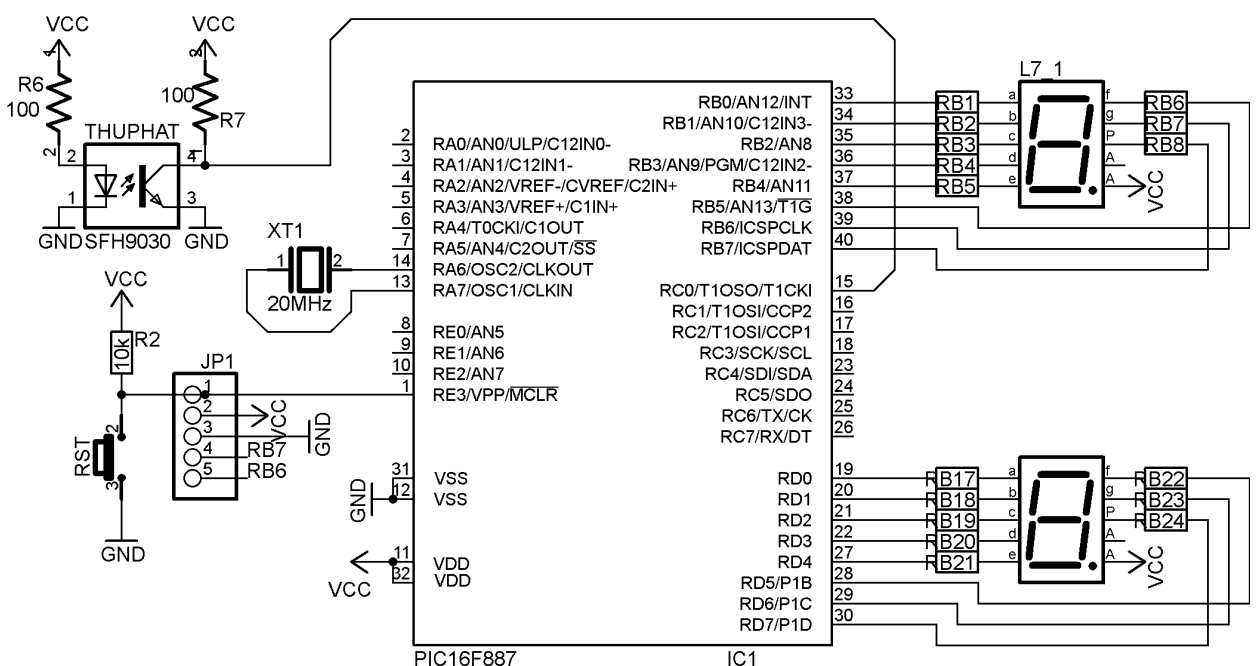 VCC
VCC
1
2
R6
100
100
R7
THUPHAT
2
1
2
4
1
3
GND
SFH9030
GND
XT1
1
2
20MHz
VCC
R2
10k
JP1
1
2
3
4
5
VCC
GND
RB7
RB6
RST
2
3
GND
GND
VCC
2 RA0/AN0/ULP/C12IN0-
3 RA1/AN1/C12IN1-
4 RA2/AN2/VREF-/CVREF/C2IN+
5 RA3/AN3/VREF+/C1IN+
6 RA4/T0CKI/C1OUT
7 RA5/AN4/C2OUT/SS
14 RA6/OSC2/CLKOUT
13 RA7/OSC1/CLKIN
8 RE0/AN5
9 RE1/AN6
10 RE2/AN7
1 RE3/VPP/MCLR
31 VSS
12 VSS
11 VDD
32 VDD
RB0/AN12/INT 33
RB1/AN10/C12IN3- 34
RB2/AN8 35
RB3/AN9/PGM/C12IN2- 36
RB4/AN11 37
RB5/AN13/T1G 38
RB6/ICSPCLK 39
RB7/ICSPDAT 40
RC0/T1OSO/T1CKI 15
RC1/T1OSI/CCP2 16
RC2/T1OSI/CCP1 17
RC3/SCK/SCL 18
RC4/SDI/SDA 23
RC5/SDO 24
RC6/TX/CK 25
RC7/RX/DT 26
RD0 19
RD1 20
RD2 21
RD3 22
RD4 27
RD5/P1B 28
RD6/P1C 29
RD7/P1D 30
PIC16F887
IC1
L7_1
RB1 a f RB6
RB2 b g RB7
RB3 c P RB8
RB4 d A
RB5 e A
VCC
RB17 a f RB22
RB18 b g RB23
RB19 c P RB24
RB20 d A
RB21 e A
VCC